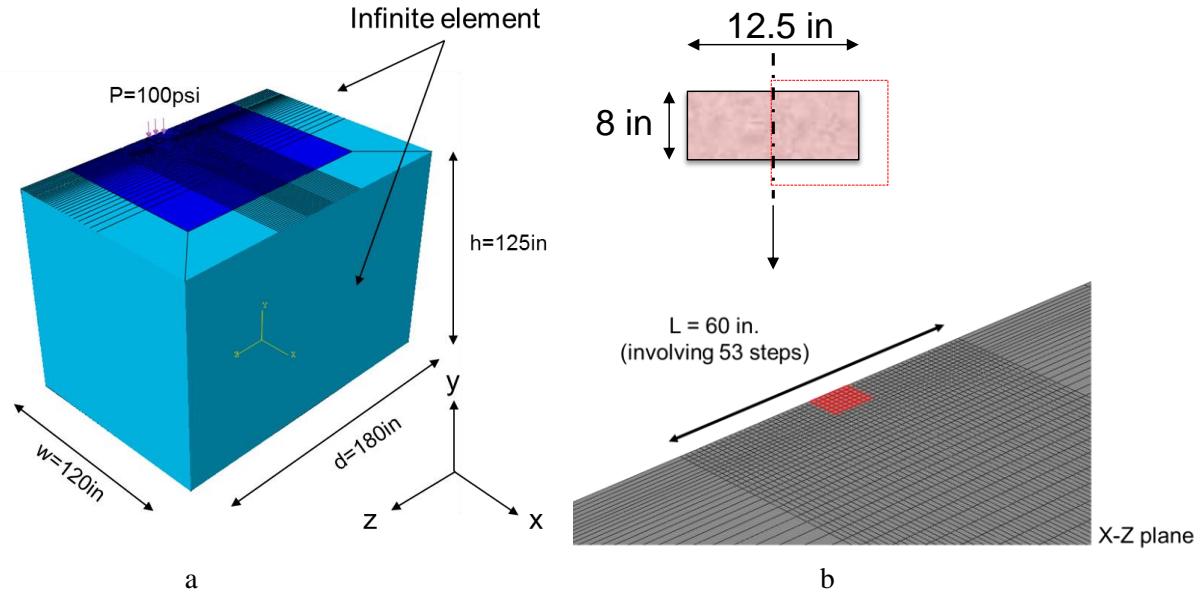 Infinite element
P=100psi
h=125in
w=120in
d=180in
Y
Z
X
y
z
x
a
12.5 in
8 in
L = 60 in.
(involving 53 steps)
X-Z plane
b